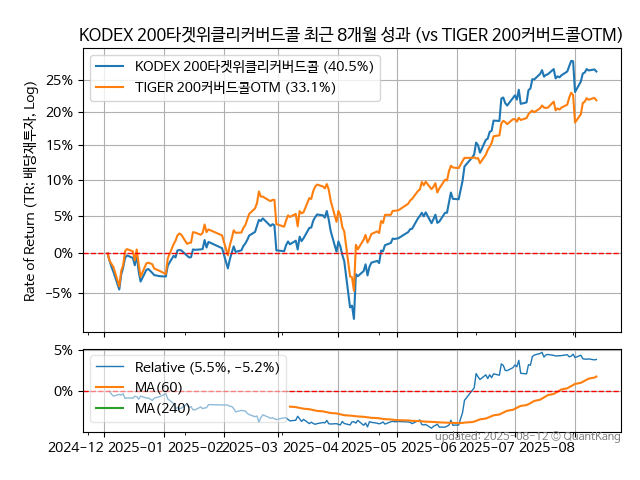 KODEX 200타겟위클리커버드콜 최근 8개월 성과 (vs TIGER 200커버드콜OTM)
Rate of Return (TR: 배당재투자, Log)
25%
20%
15%
10%
5%
0%
−5%
KODEX 200타겟위클리커버드콜 (40.5%)
TIGER 200커버드콜OTM (33.1%)
5%
0%
Relative (5.5%, −5.2%)
MA(60)
MA(240)
updated: 2025-08-12 © QuantKang
2024−12 2025−01 2025−02 2025−03 2025−04 2025−05 2025−06 2025−07 2025−08